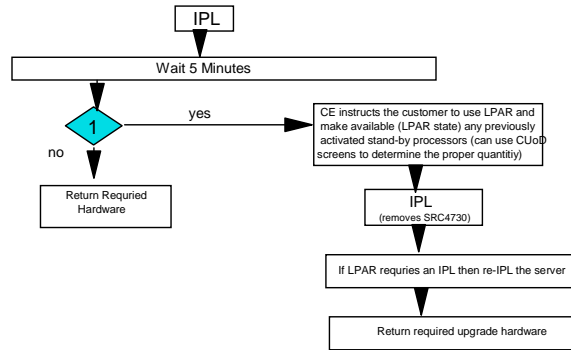 IPL
Wait 5 Minutes
1
yes
no
CE instructs the customer to use LPAR and
make available (LPAR state) any previously
activated stand-by processors (can use CUoD
screens to determine the proper quantitiy)
Return Requried
Hardware
IPL
(removes SRC4730)
If LPAR requries an IPL then re-IPL the server
Return required upgrade hardware